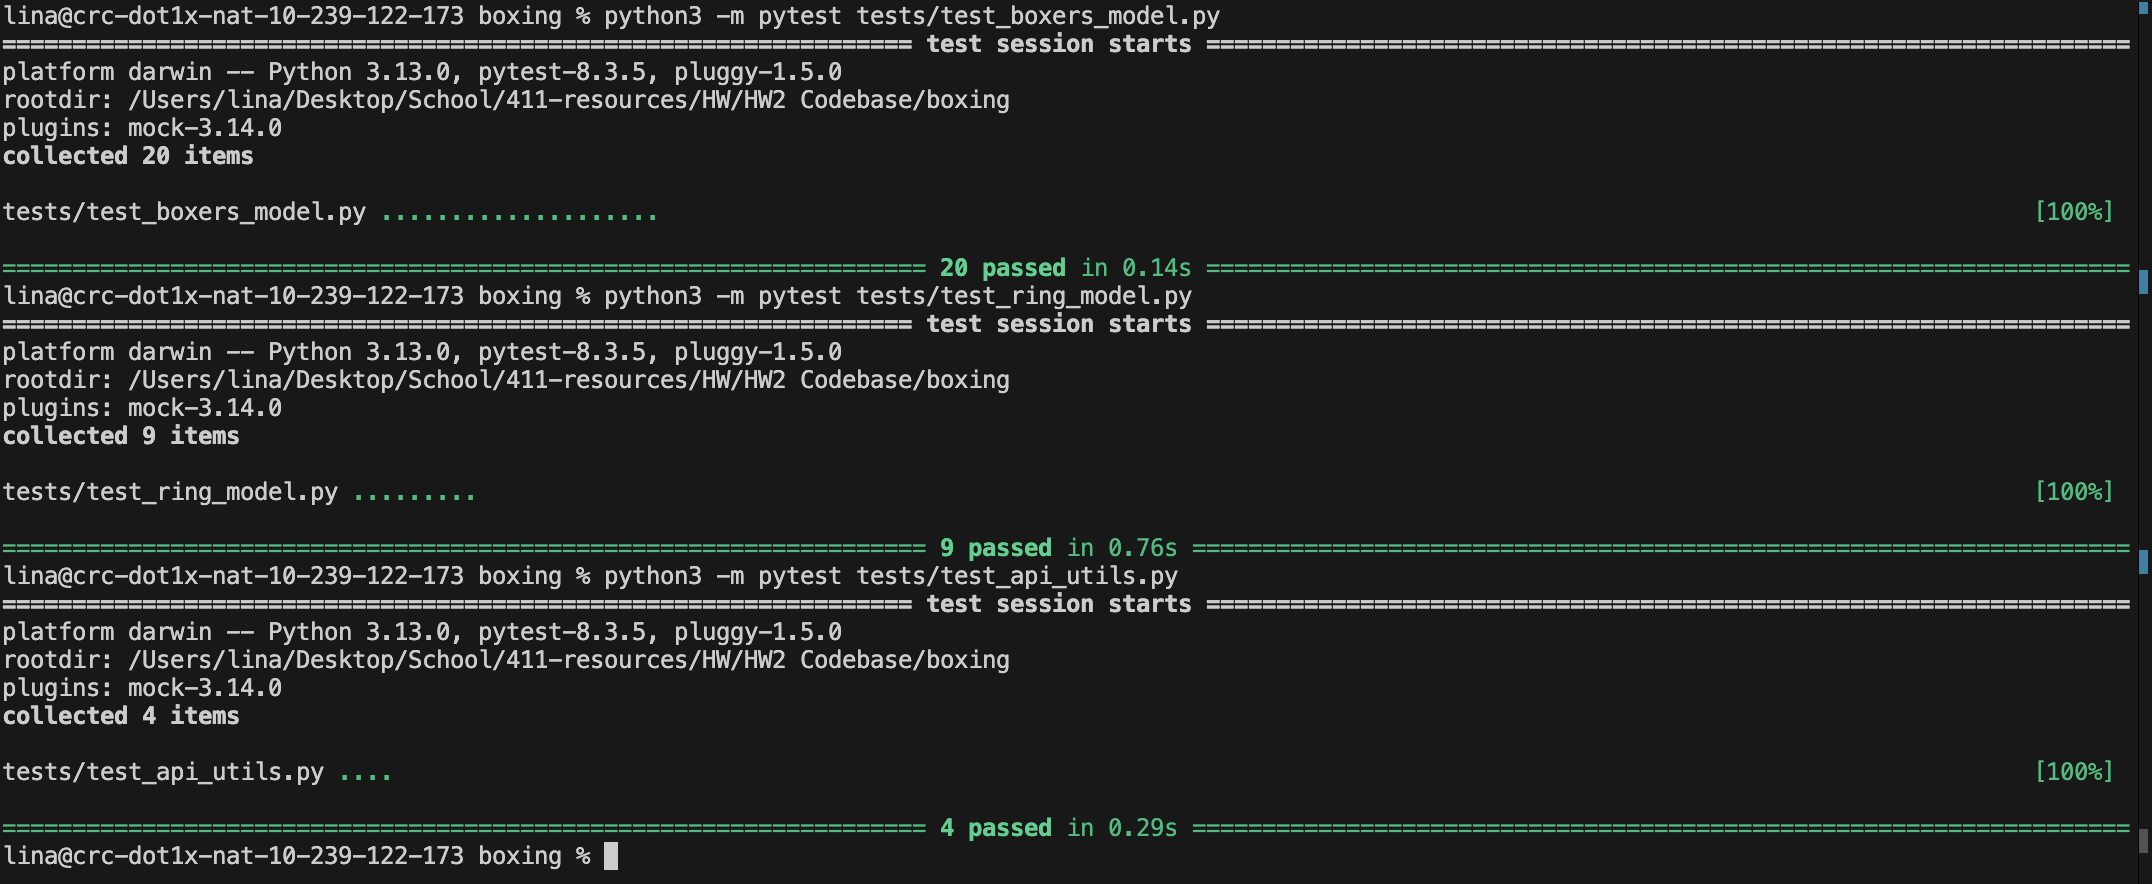 lina@crc-dot1x-nat-10-239-122-173 boxing % python3 -m pytest tests/test_boxers_model.py
================================================================= test session starts ==================================================================
platform darwin -- Python 3.13.0, pytest-8.3.5, pluggy-1.5.0
rootdir: /Users/lina/Desktop/School/411-resources/HW/HW2 Codebase/boxing
plugins: mock-3.14.0
collected 20 items
tests/test_boxers_model.py .................... [100%]
================================================================== 20 passed in 0.14s ==================================================================
lina@crc-dot1x-nat-10-239-122-173 boxing % python3 -m pytest tests/test_ring_model.py
================================================================= test session starts ==================================================================
platform darwin -- Python 3.13.0, pytest-8.3.5, pluggy-1.5.0
rootdir: /Users/lina/Desktop/School/411-resources/HW/HW2 Codebase/boxing
plugins: mock-3.14.0
collected 9 items
tests/test_ring_model.py ......... [100%]
================================================================== 9 passed in 0.76s ===================================================================
lina@crc-dot1x-nat-10-239-122-173 boxing % python3 -m pytest tests/test_api_utils.py
================================================================= test session starts ==================================================================
platform darwin -- Python 3.13.0, pytest-8.3.5, pluggy-1.5.0
rootdir: /Users/lina/Desktop/School/411-resources/HW/HW2 Codebase/boxing
plugins: mock-3.14.0
collected 4 items
tests/test_api_utils.py .... [100%]
================================================================== 4 passed in 0.29s ===================================================================
lina@crc-dot1x-nat-10-239-122-173 boxing %